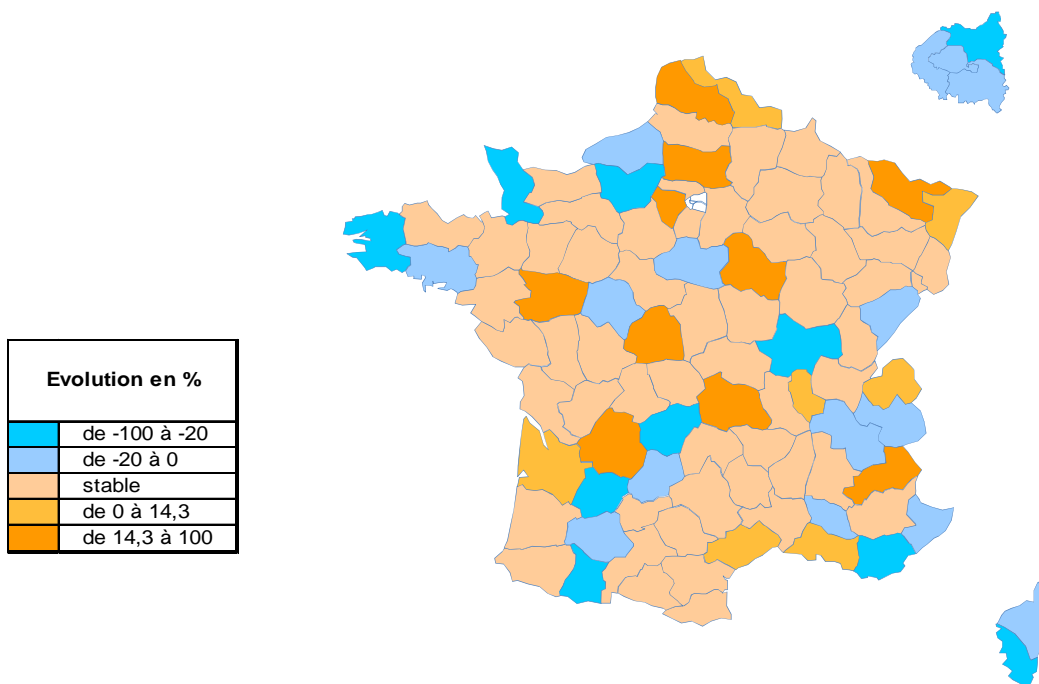 Evolution en %
de -100 à -20
de -20 à 0
stable
de 0 à 14,3
de 14,3 à 100